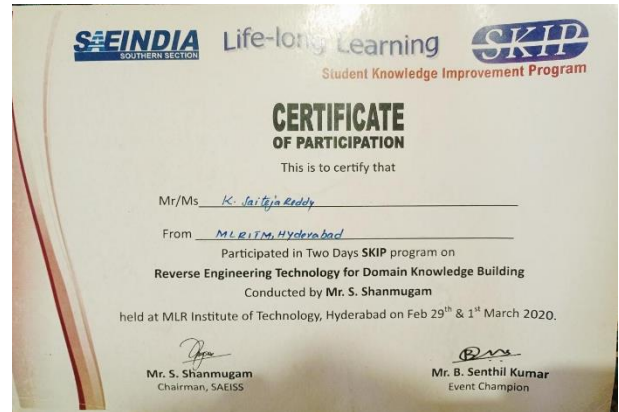 SAEINDIA
SOUTHERN SECTION
Life-long Learning
SKIP
Student Knowledge Improvement Program
CERTIFICATE
OF PARTICIPATION
This is to certify that
Mr/Ms K. Saiteja Reddy
From MLRITM, Hyderabad
Participated in Two Days SKIP program on
Reverse Engineering Technology for Domain Knowledge Building
Conducted by Mr. S. Shanmugam
held at MLR Institute of Technology, Hyderabad on Feb 29th & 1st March 2020.
Mr. S. Shanmugam
Chairman, SAEISS
Mr. B. Senthil Kumar
Event Champion